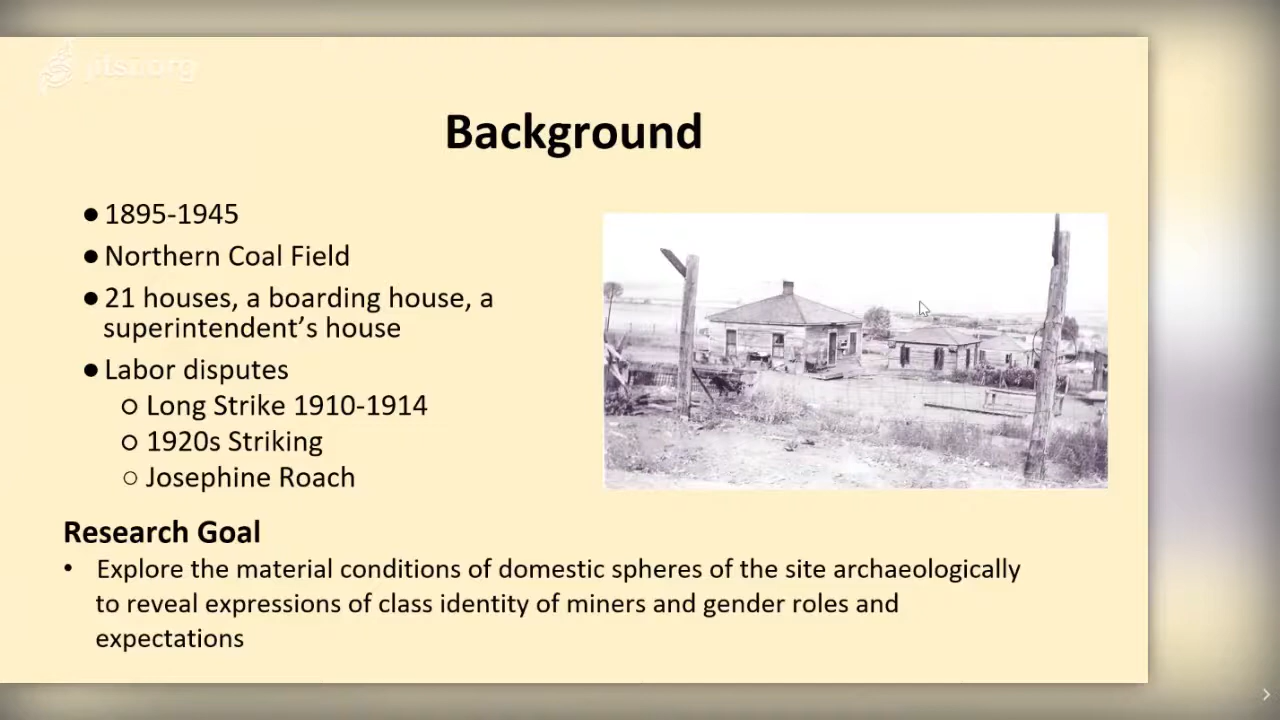 jitsi.org
Background
● 1895-1945
● Northern Coal Field
● 21 houses, a boarding house, a
superintendent’s house
● Labor disputes
○ Long Strike 1910-1914
○ 1920s Striking
○ Josephine Roach
Research Goal
• Explore the material conditions of domestic spheres of the site archaeologically
to reveal expressions of class identity of miners and gender roles and
expectations